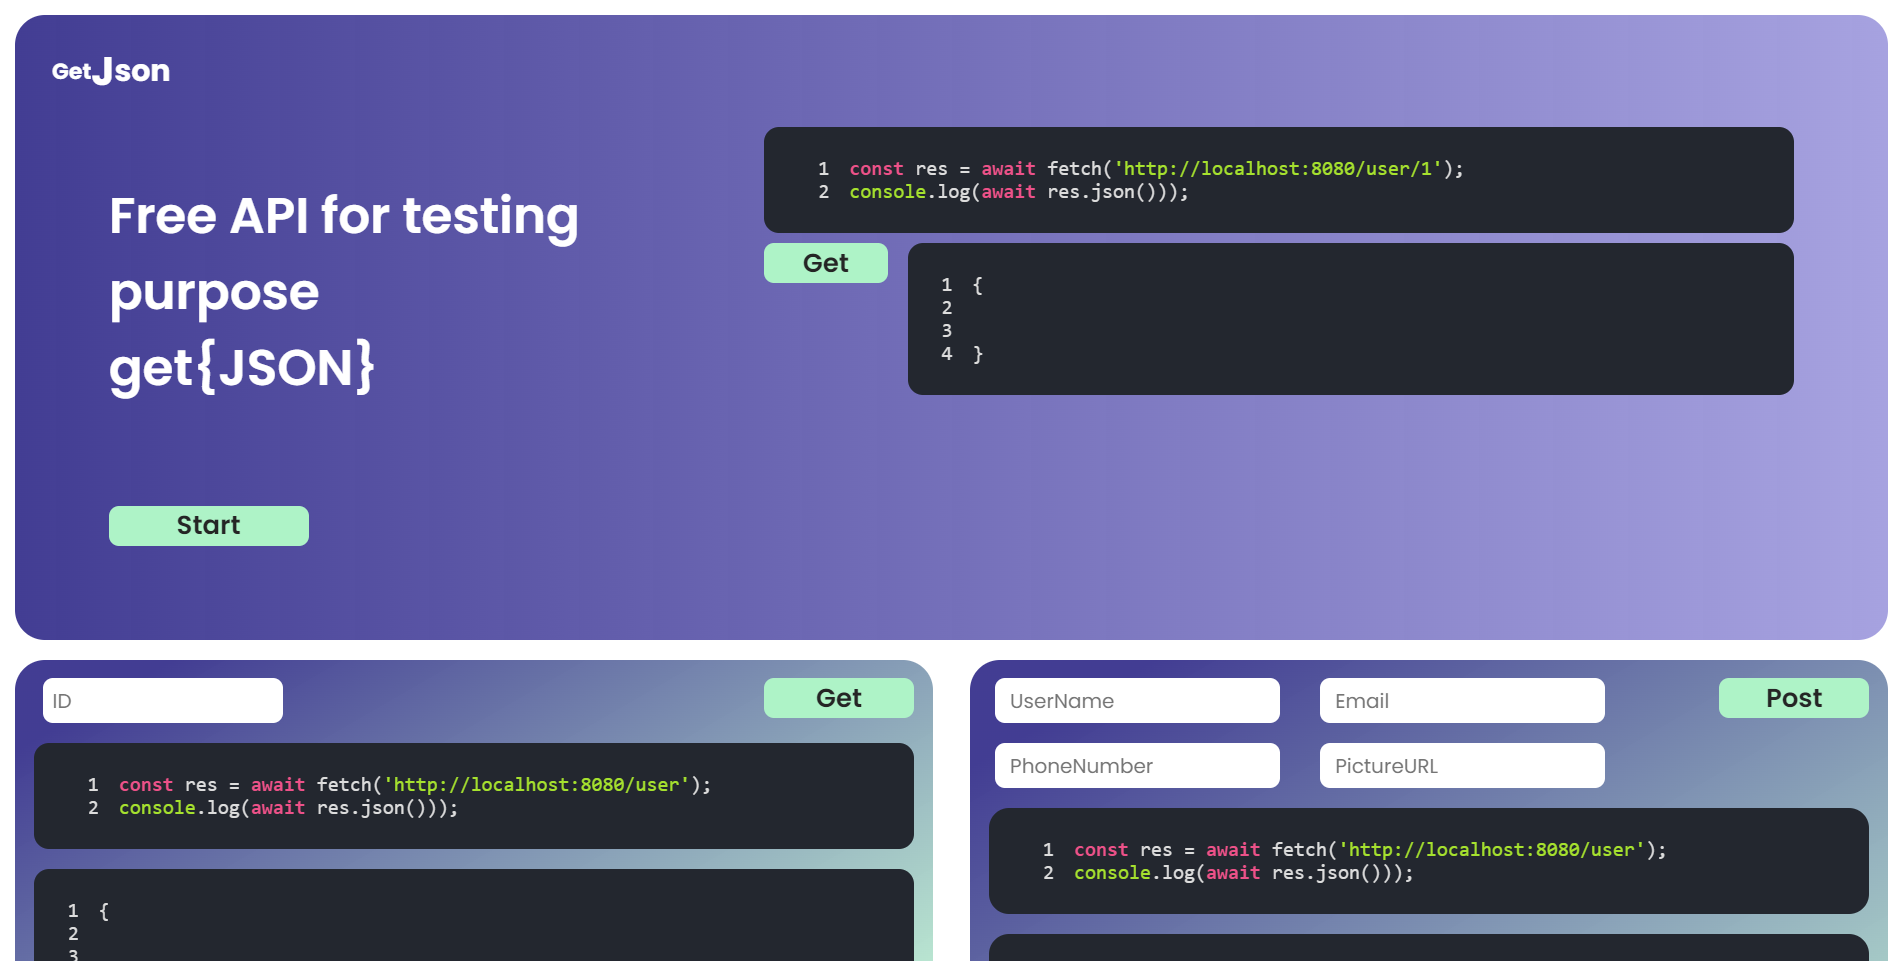 GetJson
Free API for testing
purpose
get{JSON}
Start
1 const res = await fetch('http://localhost:8080/user/1');
2 console.log(await res.json()));
Get
1 {
2
3
4 }
ID
Get
1 const res = await fetch('http://localhost:8080/user');
2 console.log(await res.json()));
1 {
2
3
UserName
Email
Post
PhoneNumber
PictureURL
1 const res = await fetch('http://localhost:8080/user');
2 console.log(await res.json()));